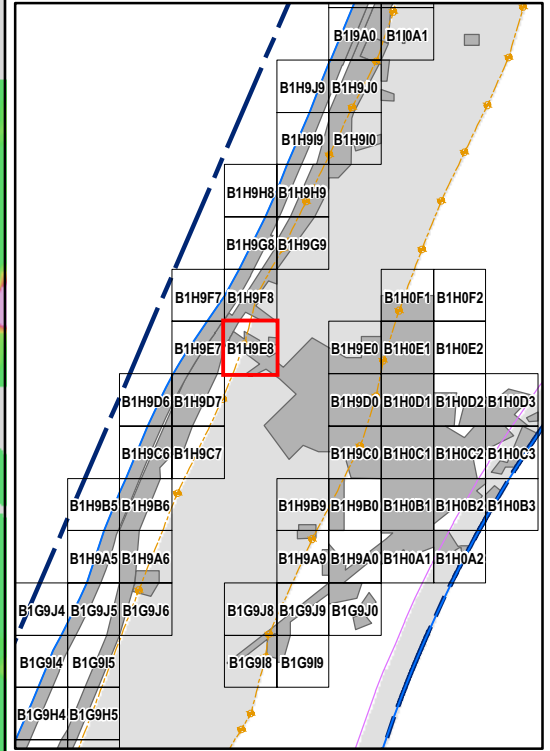 B1I9A0 B1I0A1
B1H9J9 B1H9J0
B1H9I9 B1H9I0
B1H9H8 B1H9H9
B1H9G8 B1H9G9
B1H9F7 B1H9F8 B1H0F1 B1H0F2
B1H9E7 B1H9E8 B1H9E0 B1H0E1 B1H0E2
B1H9D6 B1H9D7 B1H9D0 B1H0D1 B1H0D2 B1H0D3
B1H9C6 B1H9C7 B1H9C0 B1H0C1 B1H0C2 B1H0C3
B1H9B5 B1H9B6 B1H9B9 B1H9B0 B1H0B1 B1H0B2 B1H0B3
B1H9A5 B1H9A6 B1H9A9 B1H9A0 B1H0A1 B1H0A2
B1G9J4 B1G9J5 B1G9J6 B1G9J8 B1G9J9 B1G9J0
B1G9I4 B1G9I5 B1G9I8 B1G9I9
B1G9H4 B1G9H5